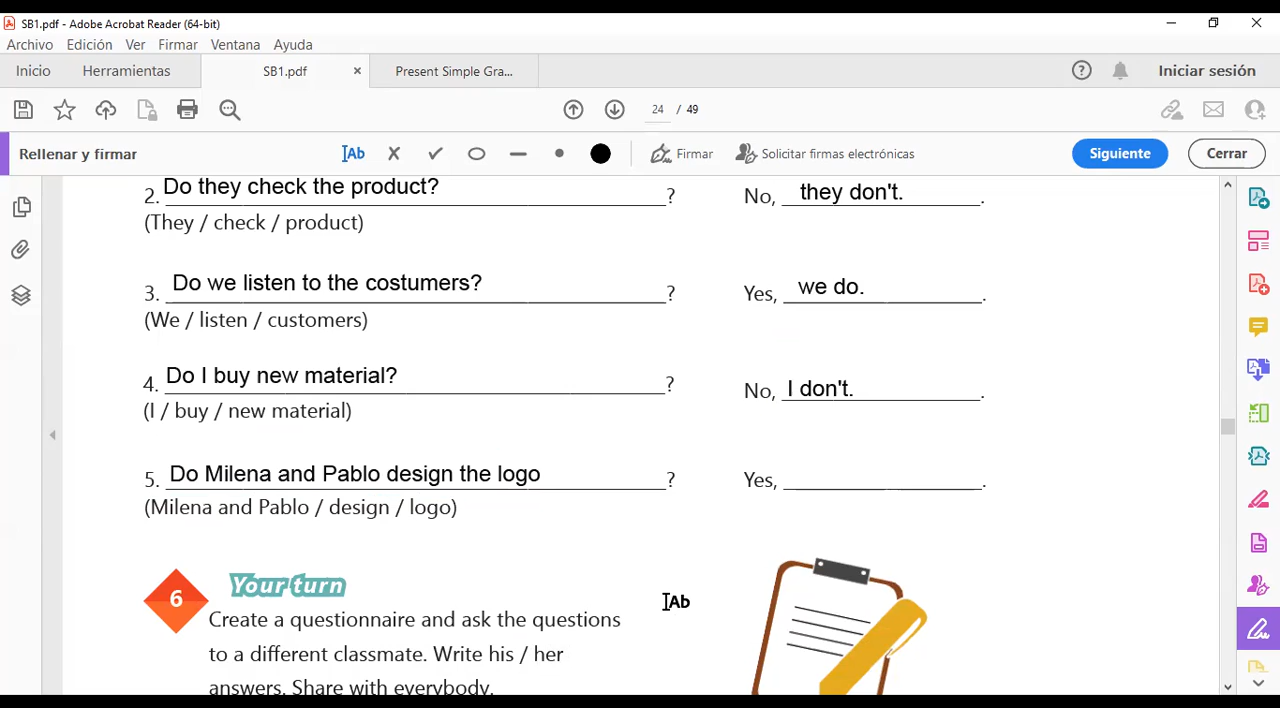 SB1.pdf - Adobe Acrobat Reader (64-bit)
Archivo Edición Ver Firmar Ventana Ayuda
Inicio Herramientas SB1.pdf × Present Simple Gra... Iniciar sesión
24 / 49
Rellenar y firmar Ab Firmar Solicitar firmas electrónicas Siguiente Cerrar
2. Do they check the product? ? No, they don't. .
(They / check / product)
3. Do we listen to the costumers? ? Yes, we do. .
(We / listen / customers)
4. Do I buy new material? ? No, I don't. .
(I / buy / new material)
5. Do Milena and Pablo design the logo ? Yes, .
(Milena and Pablo / design / logo)
6 Your turn
Ab
Create a questionnaire and ask the questions
to a different classmate. Write his / her
answers. Share with everybody.